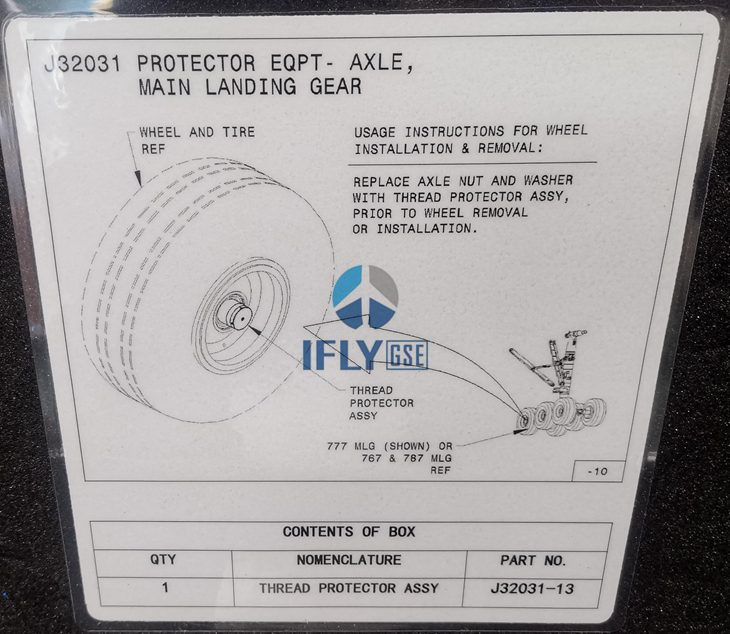 J32031 PROTECTOR EQPT- AXLE,
MAIN LANDING GEAR
WHEEL AND TIRE
REF
USAGE INSTRUCTIONS FOR WHEEL
INSTALLATION & REMOVAL:
REPLACE AXLE NUT AND WASHER
WITH THREAD PROTECTOR ASSY,
PRIOR TO WHEEL REMOVAL
OR INSTALLATION.
IFLY GSE
THREAD
PROTECTOR
ASSY
777 MLG (SHOWN) OR
767 & 787 MLG
REF
-10
CONTENTS OF BOX
QTY NOMENCLATURE PART NO.
1 THREAD PROTECTOR ASSY J32031-13